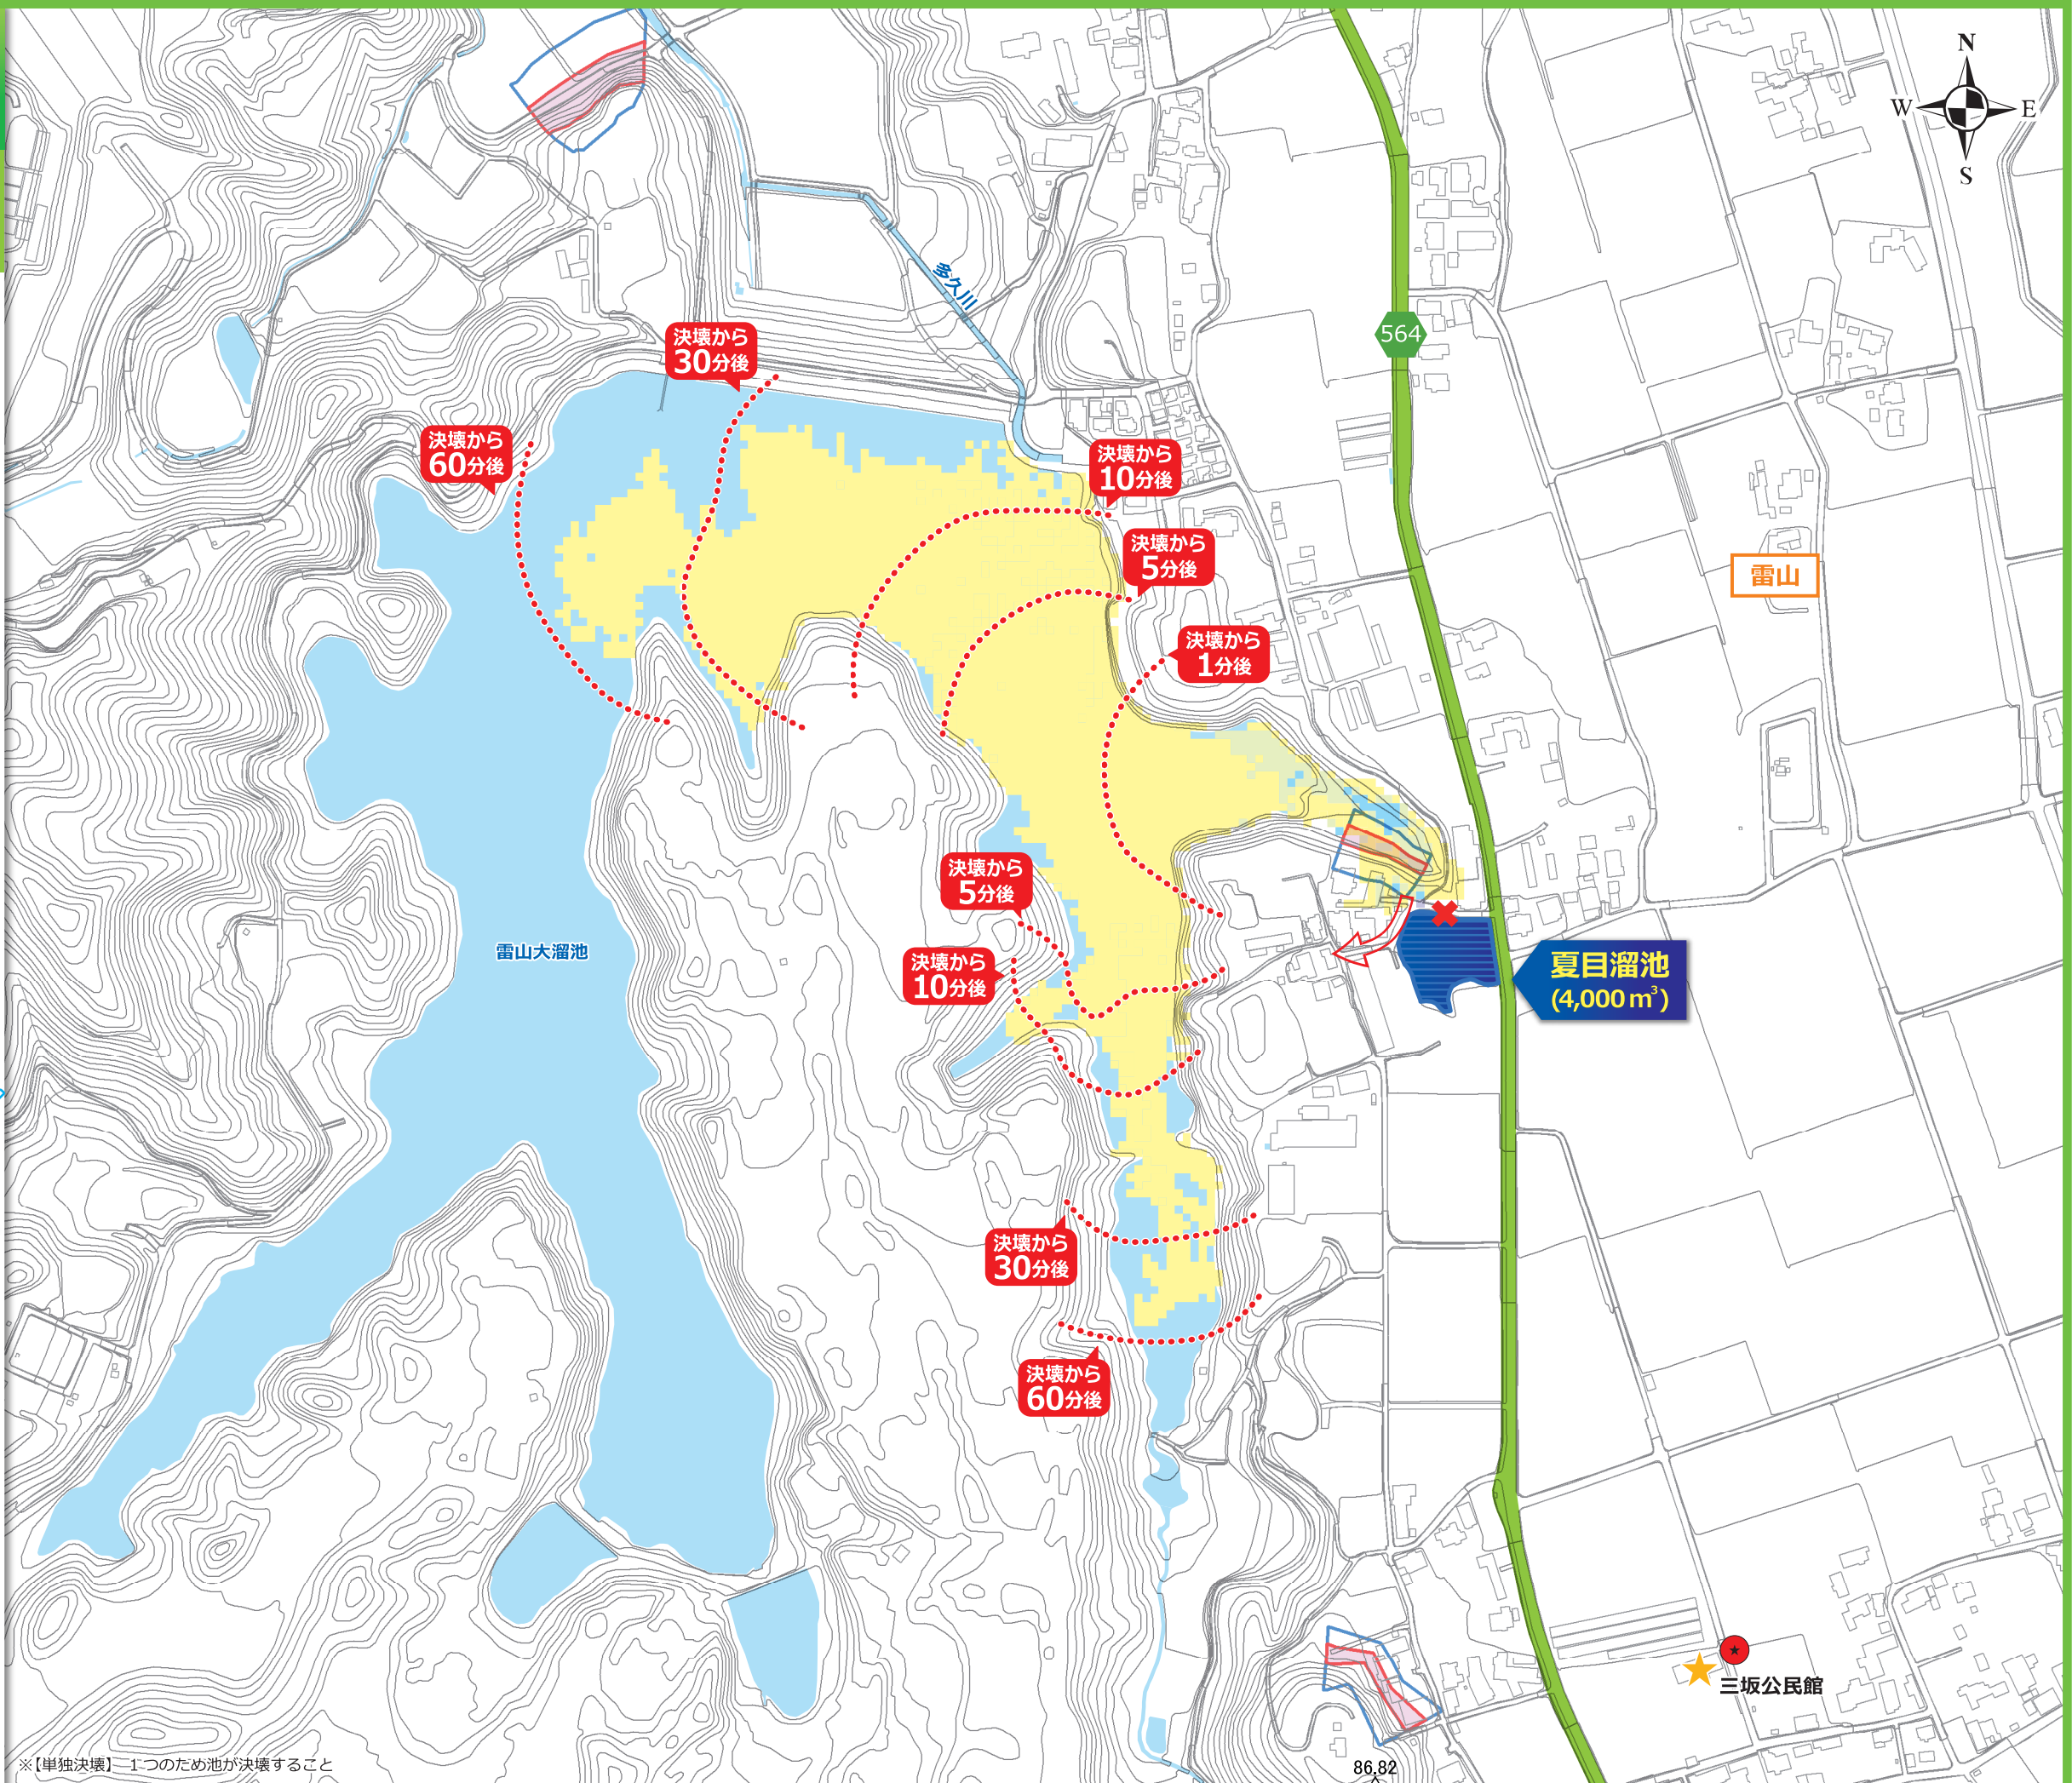 N
W
E
S
多久川
564
決壊から
30分後
決壊から
60分後
決壊から
10分後
決壊から
5分後
雷山
決壊から
1分後
決壊から
5分後
雷山大溜池
決壊から
10分後
夏目溜池
(4,000m³)
決壊から
30分後
決壊から
60分後
三坂公民館
※【単独決壊】 1つのため池が決壊すること
86.82